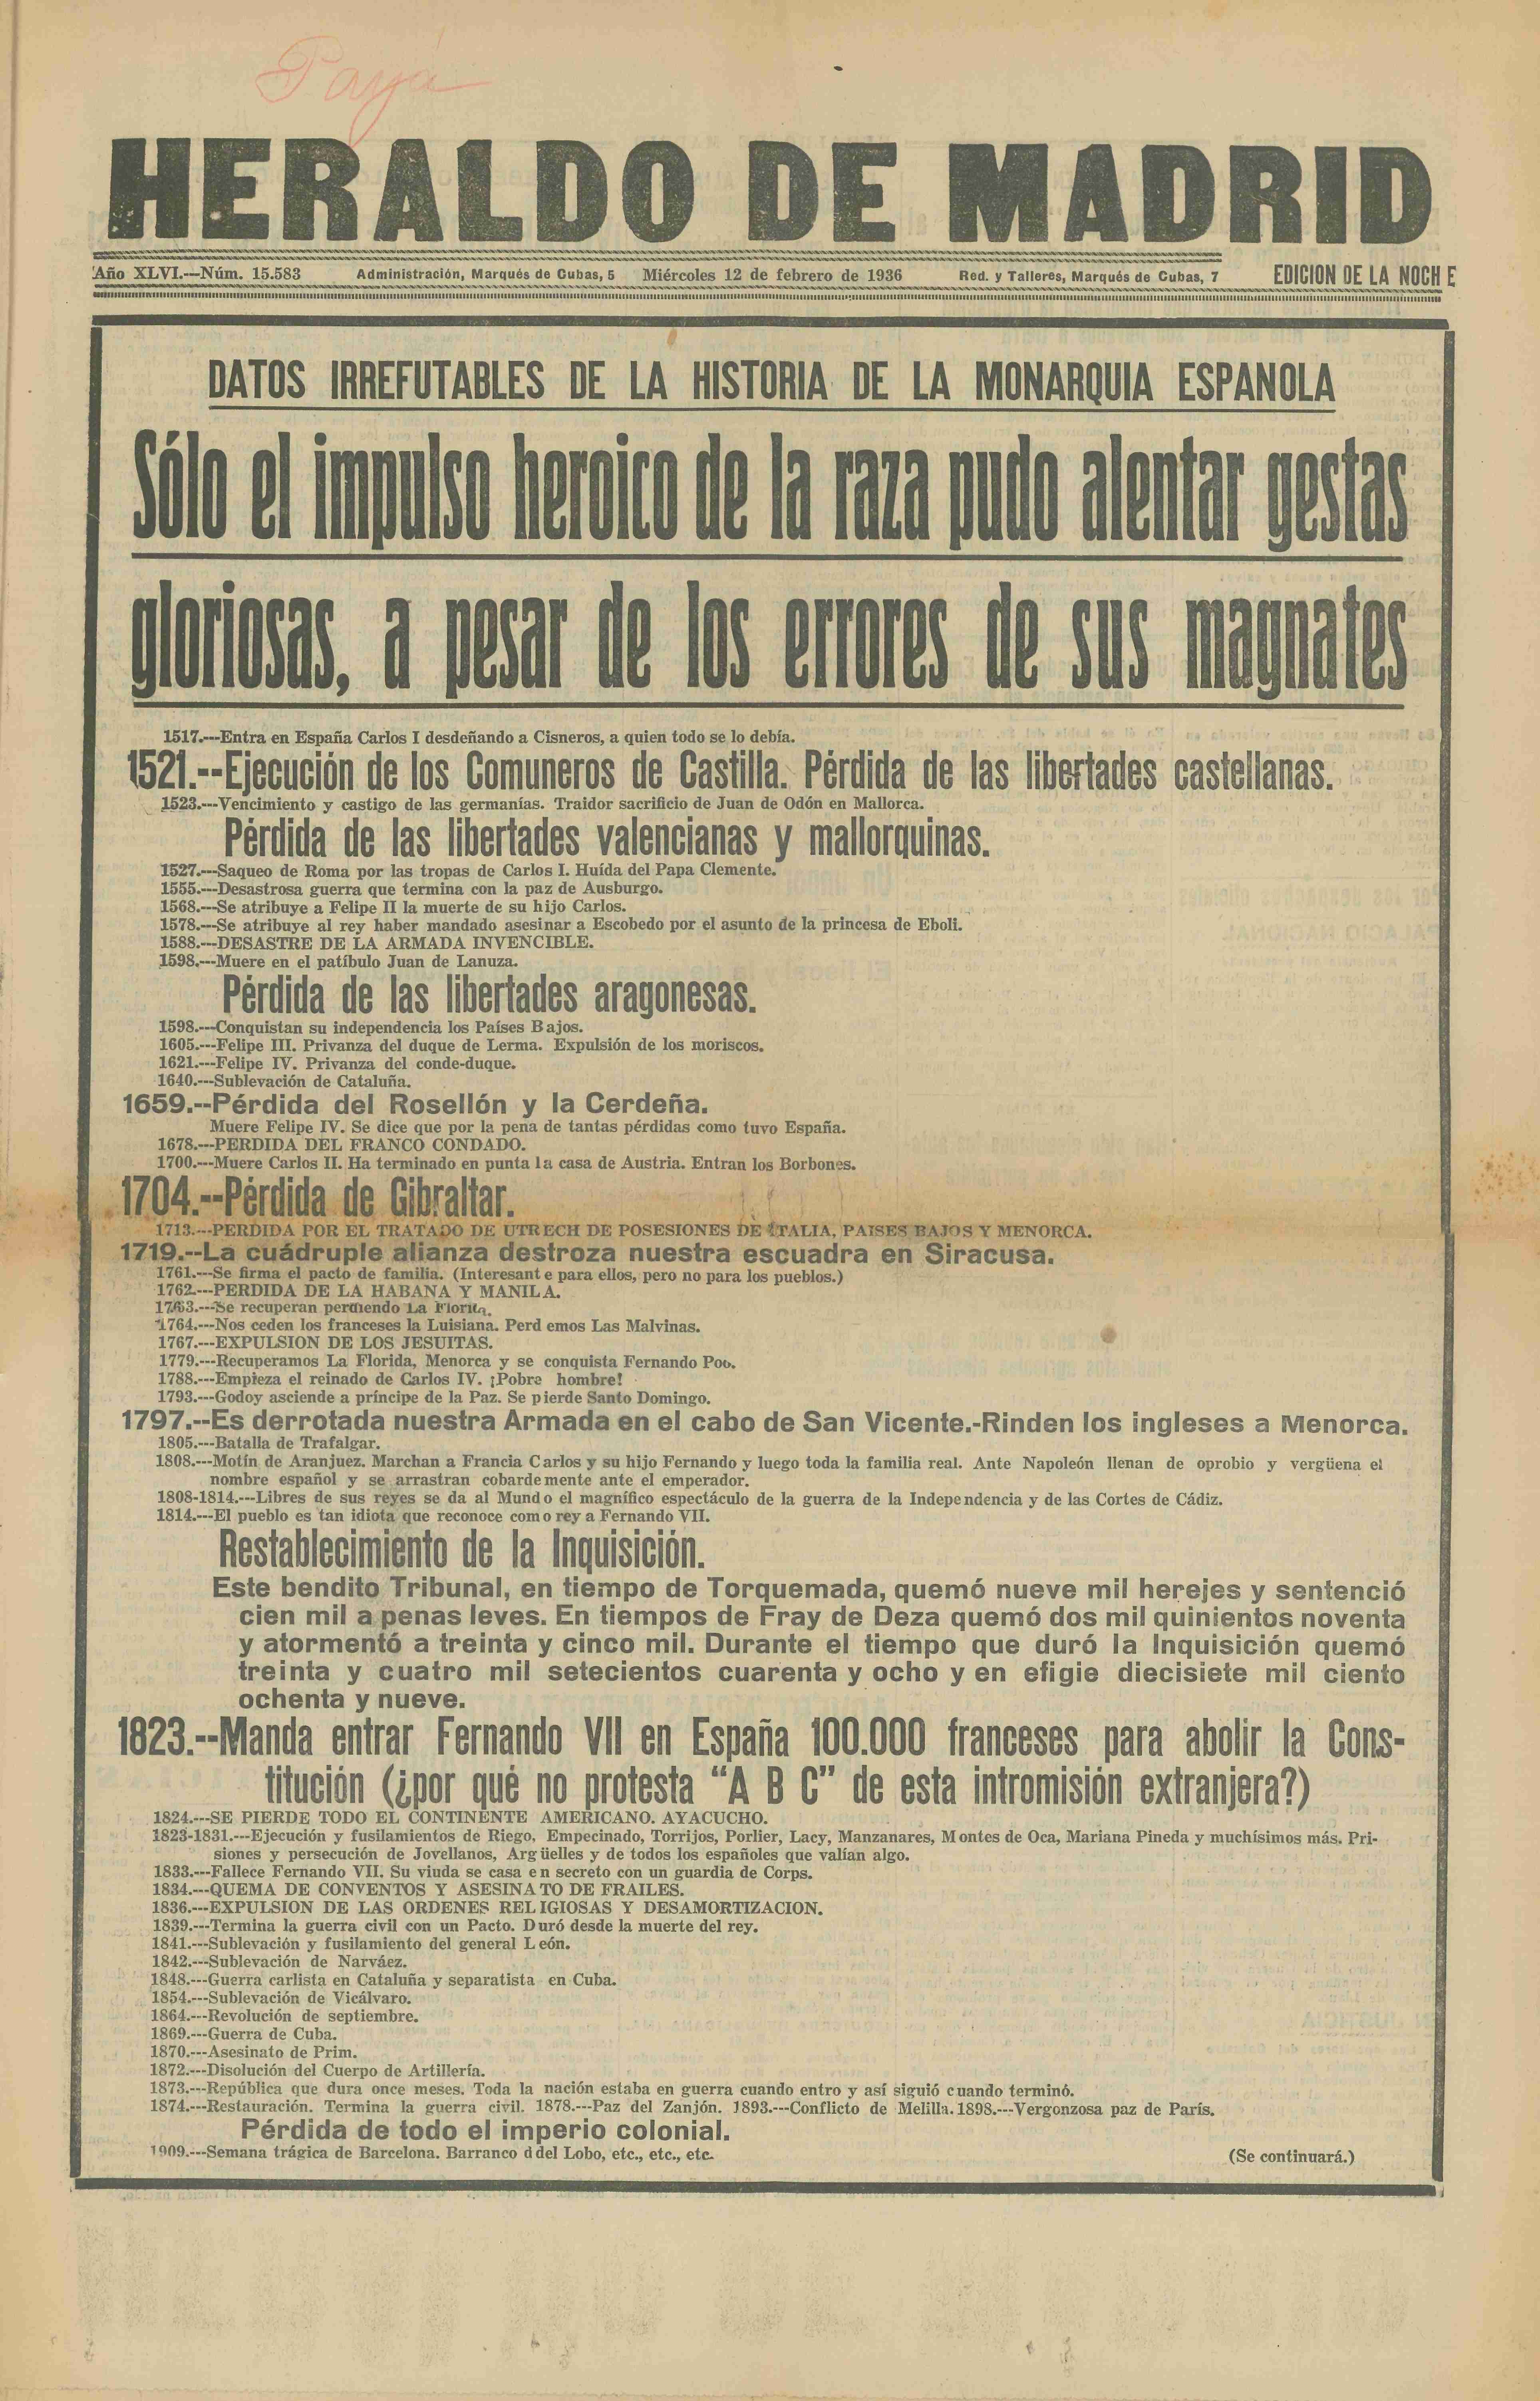 Payá
HERALDO DE MADRID
Año XLVI.--Núm. 15.583 Administración, Marqués de Cubas, 5 Miércoles 12 de febrero de 1936 Red. y Talleres, Marqués de Cubas, 7 EDICION DE LA NOCHE
DATOS IRREFUTABLES DE LA HISTORIA DE LA MONARQUIA ESPANOLA
Sólo el impulso heroico de la raza pudo alentar gestas
gloriosas, a pesar de los errores de sus magnates
1517.---Entra en España Carlos I desdeñando a Cisneros, a quien todo se lo debía.
1521.--Ejecución de los Comuneros de Castilla. Pérdida de las libertades castellanas.
1523.---Vencimiento y castigo de las germanías. Traidor sacrificio de Juan de Odón en Mallorca.
Pérdida de las libertades valencianas y mallorquinas.
1527.---Saqueo de Roma por las tropas de Carlos I. Huída del Papa Clemente.
1555.---Desastrosa guerra que termina con la paz de Ausburgo.
1568.---Se atribuye a Felipe II la muerte de su hijo Carlos.
1578.---Se atribuye al rey haber mandado asesinar a Escobedo por el asunto de la princesa de Eboli.
1588.---DESASTRE DE LA ARMADA INVENCIBLE.
1598.---Muere en el patíbulo Juan de Lanuza.
Pérdida de las libertades aragonesas.
1598.---Conquistan su independencia los Países Bajos.
1605.---Felipe III. Privanza del duque de Lerma. Expulsión de los moriscos.
1621.---Felipe IV. Privanza del conde-duque.
1640.---Sublevación de Cataluña.
1659.--Pérdida del Rosellón y la Cerdeña.
Muere Felipe IV. Se dice que por la pena de tantas pérdidas como tuvo España.
1678.---PERDIDA DEL FRANCO CONDADO.
1700.---Muere Carlos II. Ha terminado en punta la casa de Austria. Entran los Borbones.
1704.--Pérdida de Gibraltar.
1713.---PERDIDA POR EL TRATADO DE UTRECH DE POSESIONES DE ITALIA, PAISES BAJOS Y MENORCA.
1719.--La cuádruple alianza destroza nuestra escuadra en Siracusa.
1761.---Se firma el pacto de familia. (Interesante para ellos, pero no para los pueblos.)
1762.---PERDIDA DE LA HABANA Y MANILA.
1763.---Se recuperan perdiendo La Florida.
1764.---Nos ceden los franceses la Luisiana. Perdemos Las Malvinas.
1767.---EXPULSION DE LOS JESUITAS.
1779.---Recuperamos La Florida, Menorca y se conquista Fernando Poo.
1788.---Empieza el reinado de Carlos IV. ¡Pobre hombre!
1793.---Godoy asciende a príncipe de la Paz. Se pierde Santo Domingo.
1797.--Es derrotada nuestra Armada en el cabo de San Vicente.-Rinden los ingleses a Menorca.
1805.---Batalla de Trafalgar.
1808.---Motín de Aranjuez. Marchan a Francia Carlos y su hijo Fernando y luego toda la familia real. Ante Napoleón llenan de oprobio y vergüena el
nombre español y se arrastran cobardemente ante el emperador.
1808-1814.---Libres de sus reyes se da al Mundo el magnífico espectáculo de la guerra de la Independencia y de las Cortes de Cádiz.
1814.---El pueblo es tan idiota que reconoce como rey a Fernando VII.
Restablecimiento de la Inquisición.
Este bendito Tribunal, en tiempo de Torquemada, quemó nueve mil herejes y sentenció
cien mil a penas leves. En tiempos de Fray de Deza quemó dos mil quinientos noventa
y atormentó a treinta y cinco mil. Durante el tiempo que duró la Inquisición quemó
treinta y cuatro mil setecientos cuarenta y ocho y en efigie diecisiete mil ciento
ochenta y nueve.
1823.--Manda entrar Fernando VII en España 100.000 franceses para abolir la Cons-
titución (¿por qué no protesta "A B C" de esta intromisión extranjera?)
1824.---SE PIERDE TODO EL CONTINENTE AMERICANO. AYACUCHO.
1823-1831.---Ejecución y fusilamientos de Riego, Empecinado, Torrijos, Porlier, Lacy, Manzanares, Montes de Oca, Mariana Pineda y muchísimos más. Pri-
siones y persecución de Jovellanos, Argüelles y de todos los españoles que valían algo.
1833.---Fallece Fernando VII. Su viuda se casa en secreto con un guardia de Corps.
1834.---QUEMA DE CONVENTOS Y ASESINATO DE FRAILES.
1836.---EXPULSION DE LAS ORDENES RELIGIOSAS Y DESAMORTIZACION.
1839.---Termina la guerra civil con un Pacto. Duró desde la muerte del rey.
1841.---Sublevación y fusilamiento del general León.
1842.---Sublevación de Narváez.
1848.---Guerra carlista en Cataluña y separatista en Cuba.
1854.---Sublevación de Vicálvaro.
1864.---Revolución de septiembre.
1869.---Guerra de Cuba.
1870.---Asesinato de Prim.
1872.---Disolución del Cuerpo de Artillería.
1873.---República que dura once meses. Toda la nación estaba en guerra cuando entro y así siguió cuando terminó.
1874.---Restauración. Termina la guerra civil. 1878.---Paz del Zanjón. 1893.---Conflicto de Melilla. 1898.---Vergonzosa paz de París.
Pérdida de todo el imperio colonial.
1909.---Semana trágica de Barcelona. Barranco d del Lobo, etc., etc., etc.
(Se continuará.)